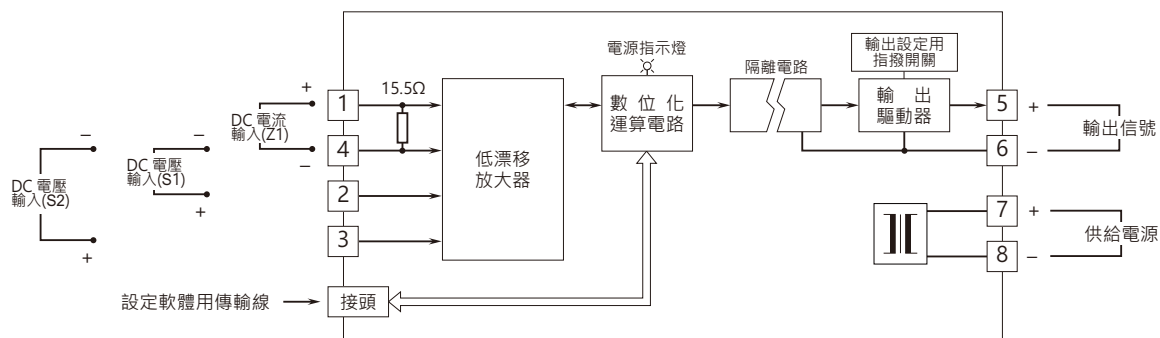 電源指示燈
輸出設定用
指撥開關
隔離電路
15.5Ω
+
1
DC 電流
輸入(Z1)
–
4
–
DC 電壓
輸入(S1)
+
–
DC 電壓
輸入(S2)
+
2
3
低漂移
放大器
數位化
運算電路
輸出
驅動器
5
+
輸出信號
6
–
7
+
供給電源
8
–
設定軟體用傳輸線
接頭